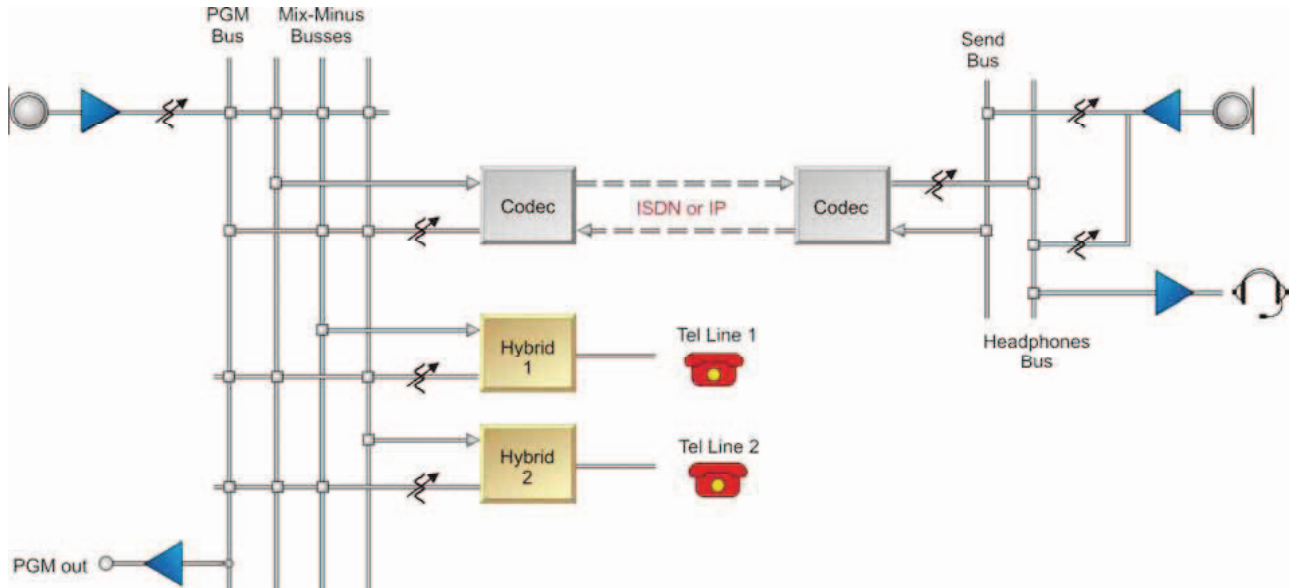 PGM
Bus
Mix-Minus
Busses
Send
Bus
Codec
ISDN or IP
Codec
Hybrid
1
Tel Line 1
Headphones
Bus
Hybrid
2
Tel Line 2
PGM out